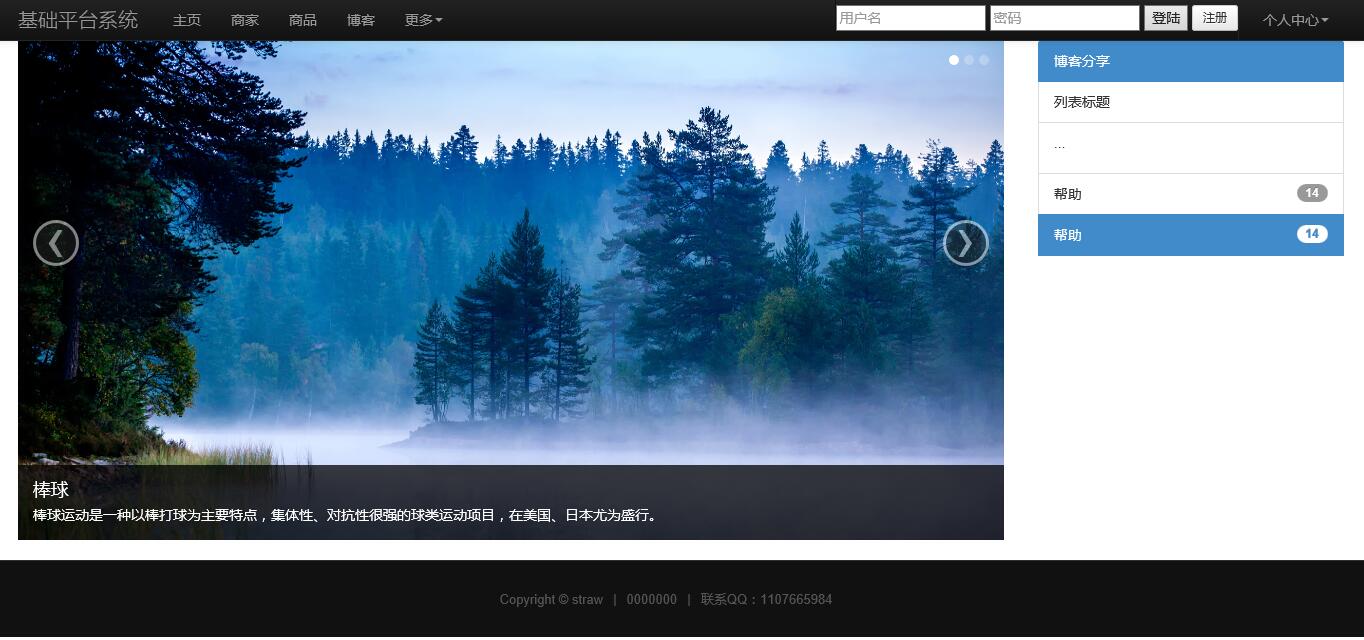 基础平台系统 主页 商家 商品 博客 更多 用户名 密码 登陆 注册 个人中心
博客分享
列表标题
...
帮助 14
帮助 14
棒球
棒球运动是一种以棒打球为主要特点，集体性、对抗性很强的球类运动项目，在美国、日本尤为盛行。
Copyright © straw | 0000000 | 联系QQ：1107665984